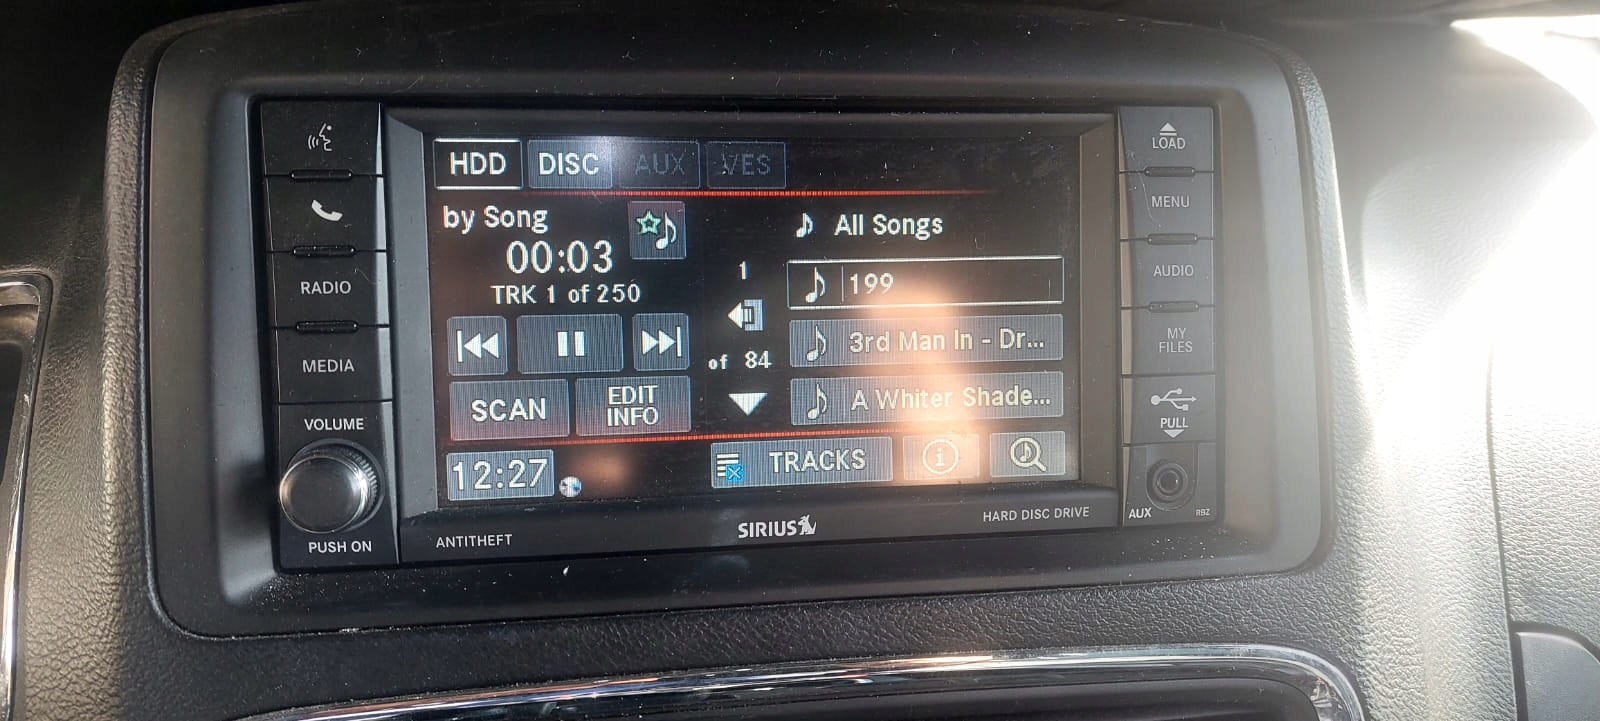 HDD DISC AUX VES
by Song
00:03
TRK 1 of 250
SCAN
EDIT
INFO
12:27
1
of 84
All Songs
199
3rd Man In - Dr...
A Whiter Shade...
TRACKS
i
RADIO
MEDIA
VOLUME
PUSH ON
LOAD
MENU
AUDIO
MY
FILES
PULL
AUX
RBZ
ANTITHEFT
SIRIUS
HARD DISC DRIVE